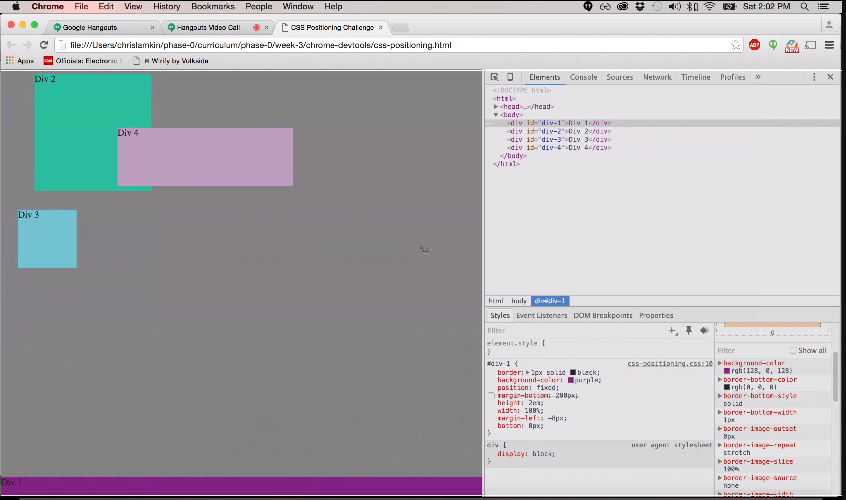 Chrome File Edit View History Bookmarks People Window Help Sat 2:02 PM
Google Hangouts × Hangouts Video Call × CSS Positioning Challenge ×
file:///Users/chrislamkin/phase-0/curriculum/phase-0/week-3/chrome-devtools/css-positioning.html ABP NEW
Apps CNN Officials: Electronic Wirify by Volkside
Elements Console Sources Network Timeline Profiles »
Div 2
Div 4
Div 3
Div 1
<!DOCTYPE html>
<html>
<head>…</head>
<body>
<div id="div-1">Div 1</div>
<div id="div-2">Div 2</div>
<div id="div-3">Div 3</div>
<div id="div-4">Div 4</div>
</body>
</html>
html body div#div-1
Styles Event Listeners DOM Breakpoints Properties
Filter
element.style {
}
#div-1 { css-positioning.css:10
border: 1px solid black;
background-color: purple;
position: fixed;
margin-bottom: 200px;
height: 2em;
width: 100%;
margin-left: -8px;
bottom: 0px;
}
div { user agent stylesheet
display: block;
}
0
Filter Show all
background-color
rgb(128, 0, 128)
border-bottom-color
rgb(0, 0, 0)
border-bottom-style
solid
border-bottom-width
1px
border-image-outset
0px
border-image-repeat
stretch
border-image-slice
100%
border-image-source
none